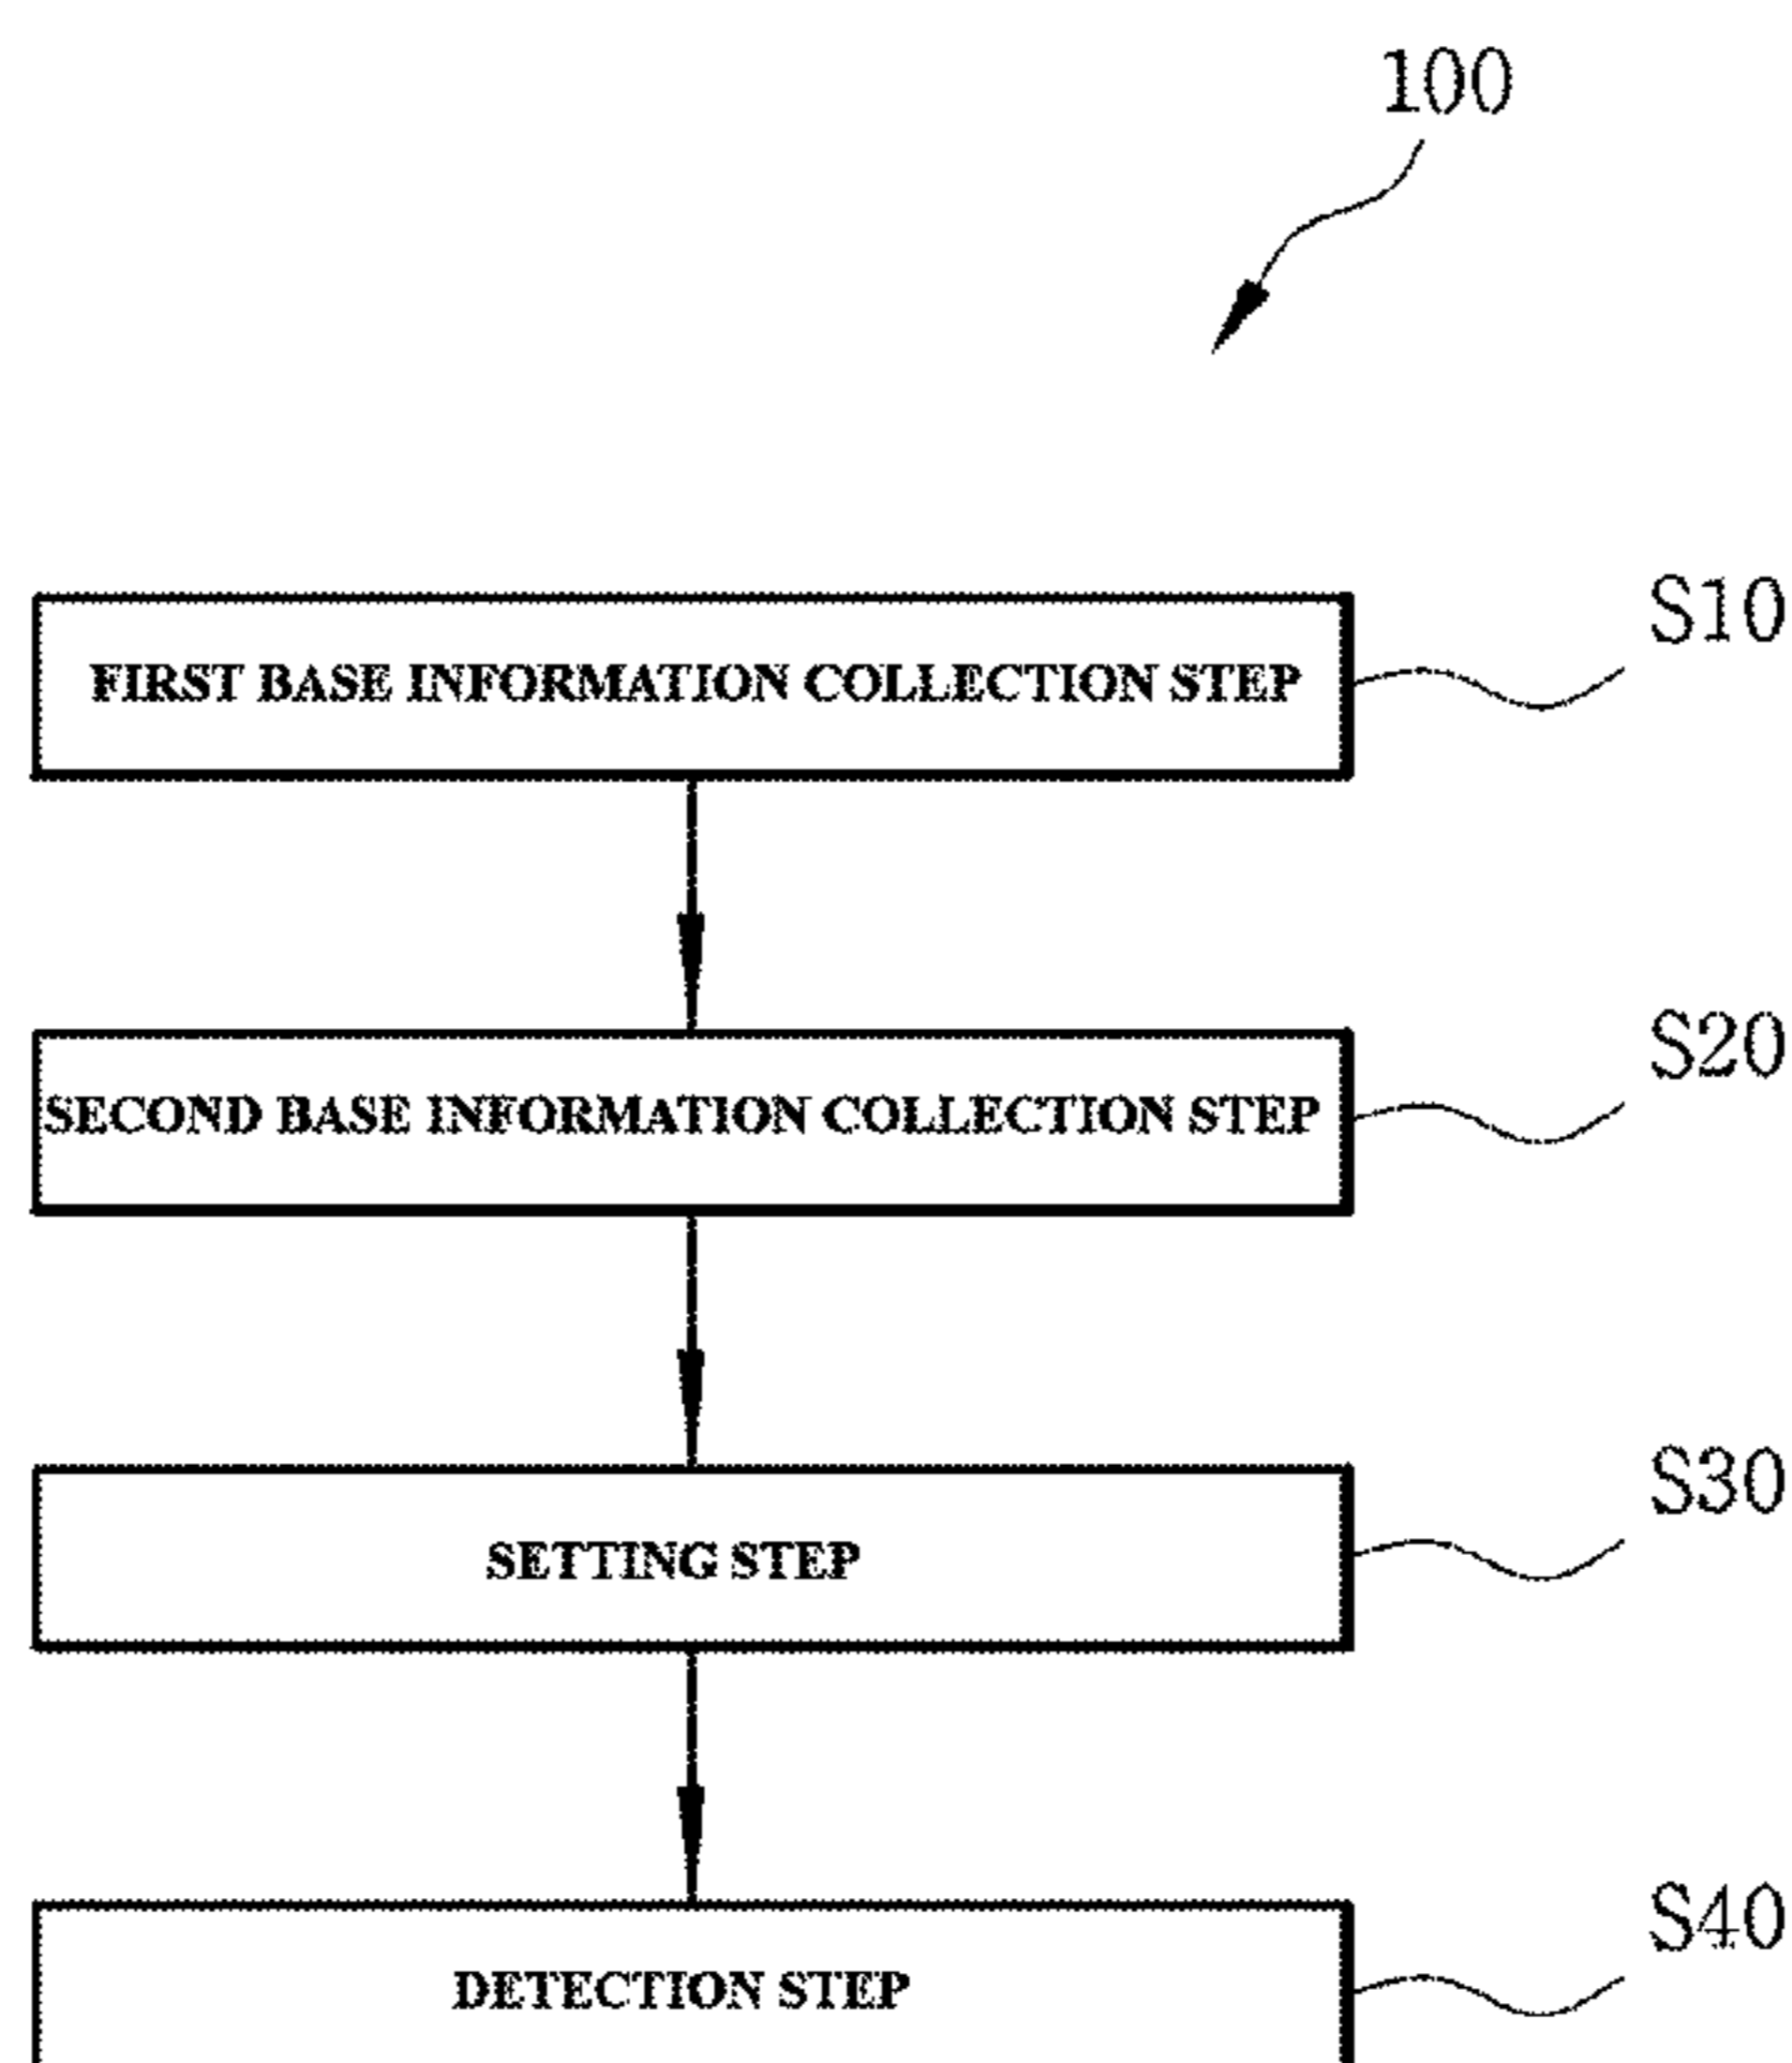 100
FIRST BASE INFORMATION COLLECTION STEP
S10
SECOND BASE INFORMATION COLLECTION STEP
S20
SETTING STEP
S30
DETECTION STEP
S40